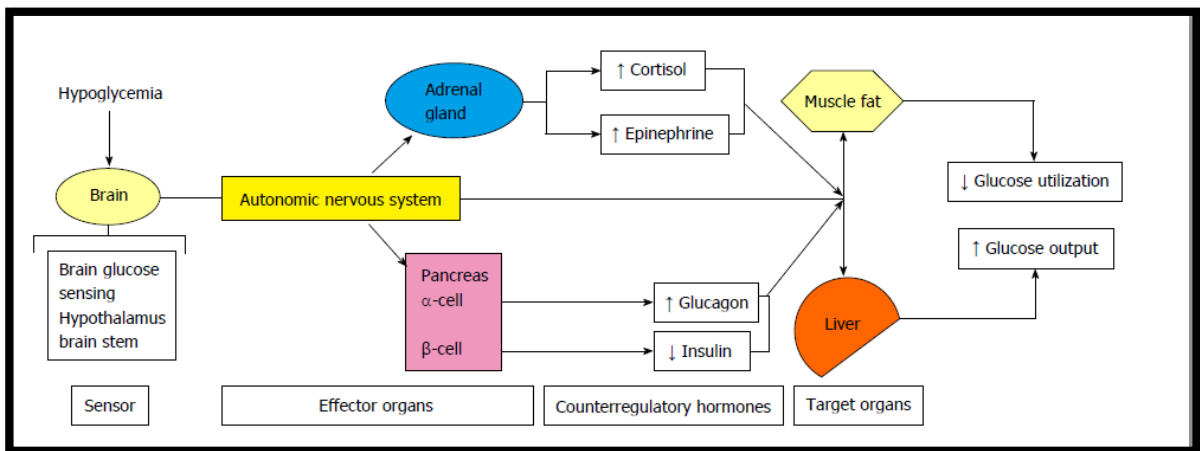 Hypoglycemia
Brain
Brain glucose
sensing
Hypothalamus
brain stem
Sensor
Autonomic nervous system
Adrenal
gland
Pancreas
α-cell
β-cell
Effector organs
↑ Cortisol
↑ Epinephrine
↑ Glucagon
↓ Insulin
Counterregulatory hormones
Muscle fat
Liver
Target organs
↓ Glucose utilization
↑ Glucose output